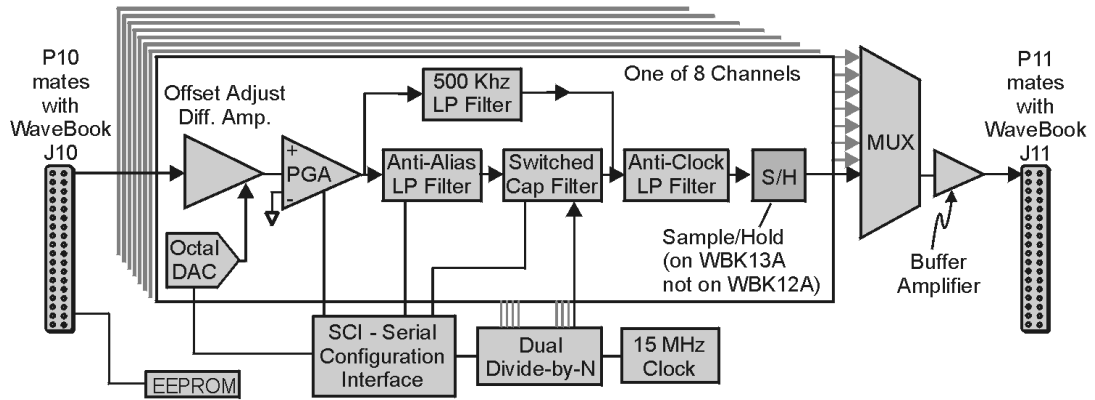 P10
mates
with
WaveBook
J10
Offset Adjust
Diff. Amp.
+
PGA
-
Octal
DAC
500 Khz
LP Filter
One of 8 Channels
Anti-Alias
LP Filter
Switched
Cap Filter
Anti-Clock
LP Filter
S/H
Sample/Hold
(on WBK13A
not on WBK12A)
MUX
Buffer
Amplifier
P11
mates
with
WaveBook
J11
SCI - Serial
Configuration
Interface
Dual
Divide-by-N
15 MHz
Clock
EEPROM